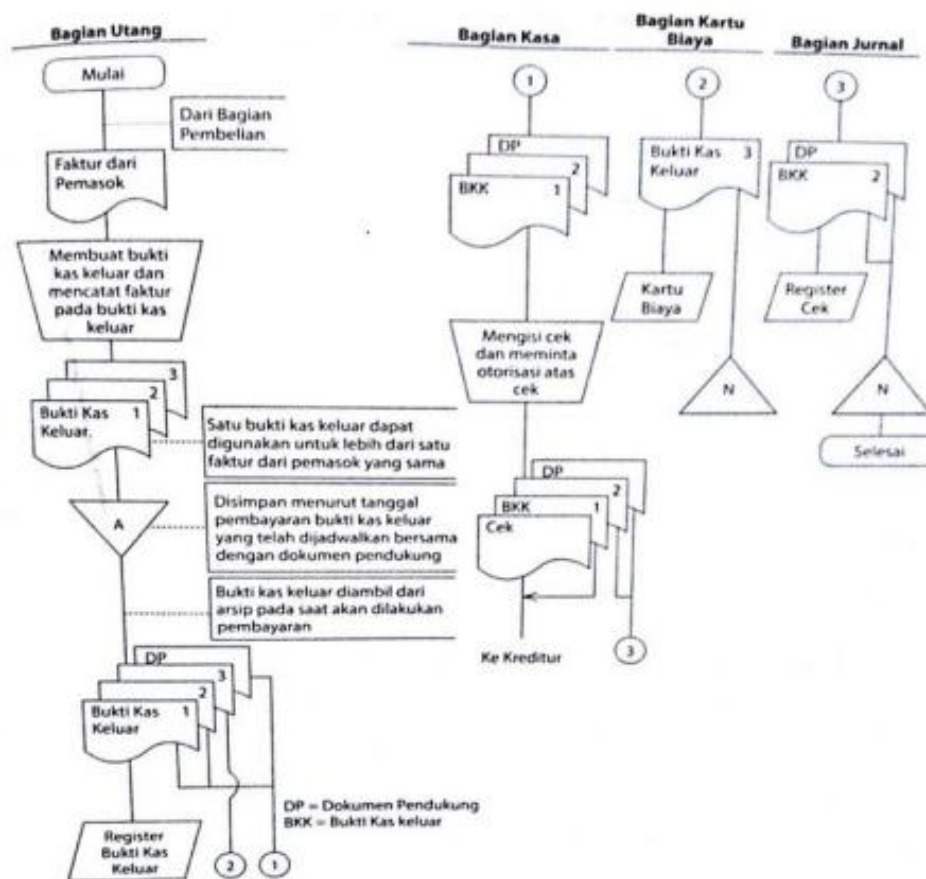 Bagian Utang
Mulai
Dari Bagian
Pembelian
Faktur dari
Pemasok
Membuat bukti
kas keluar dan
mencatat faktur
pada bukti kas
keluar
3
2
Bukti Kas 1
Keluar.
Satu bukti kas keluar dapat
digunakan untuk lebih dari satu
faktur dari pemasok yang sama
A
Disimpan menurut tanggal
pembayaran bukti kas keluar
yang telah dijadwalkan bersama
dengan dokumen pendukung
Bukti kas keluar diambil dari
arsip pada saat akan dilakukan
pembayaran
DP
3
2
Bukti Kas 1
Keluar
Register
Bukti Kas
Keluar
2
1
DP = Dokumen Pendukung
BKK = Bukti Kas keluar
Bagian Kasa
1
DP
2
BKK 1
Mengisi cek
dan meminta
otorisasi atas
cek
DP
2
BKK 1
Cek
Ke Kreditur
3
Bagian Kartu
Biaya
2
Bukti Kas 3
Keluar
Kartu
Biaya
N
Bagian Jurnal
3
DP
BKK 2
Register
Cek
N
Selesai